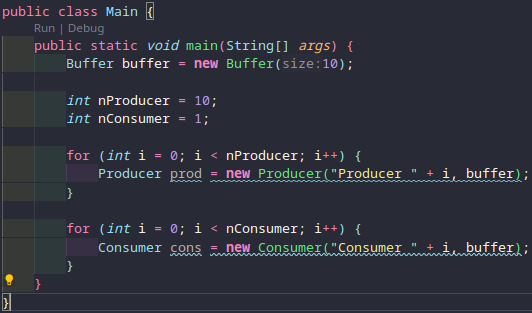 public class Main {
Run | Debug
public static void main(String[] args) {
Buffer buffer = new Buffer(size:10);
int nProducer = 10;
int nConsumer = 1;
for (int i = 0; i < nProducer; i++) {
Producer prod = new Producer("Producer " + i, buffer);
}
for (int i = 0; i < nConsumer; i++) {
Consumer cons = new Consumer("Consumer " + i, buffer);
}
}
}